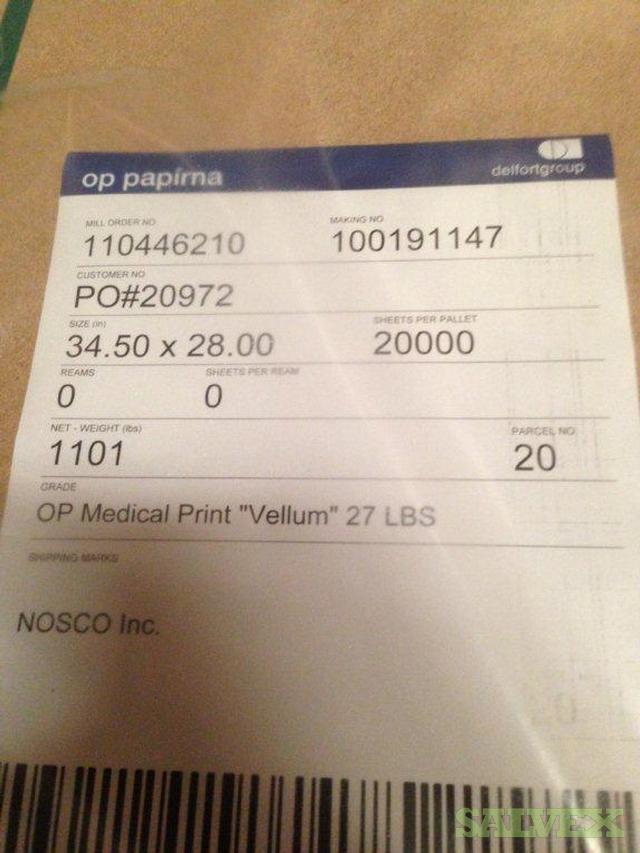 op papírna
delfortgroup
MILL ORDER NO
MAKING NO
110446210
100191147
CUSTOMER NO
PO#20972
SIZE (in)
SHEETS PER PALLET
34.50 x 28.00
20000
REAMS
SHEETS PER REAM
0
0
NET - WEIGHT (lbs)
PARCEL NO
1101
20
GRADE
OP Medical Print "Vellum" 27 LBS
SHIPPING MARKS
NOSCO Inc.
SALVEX